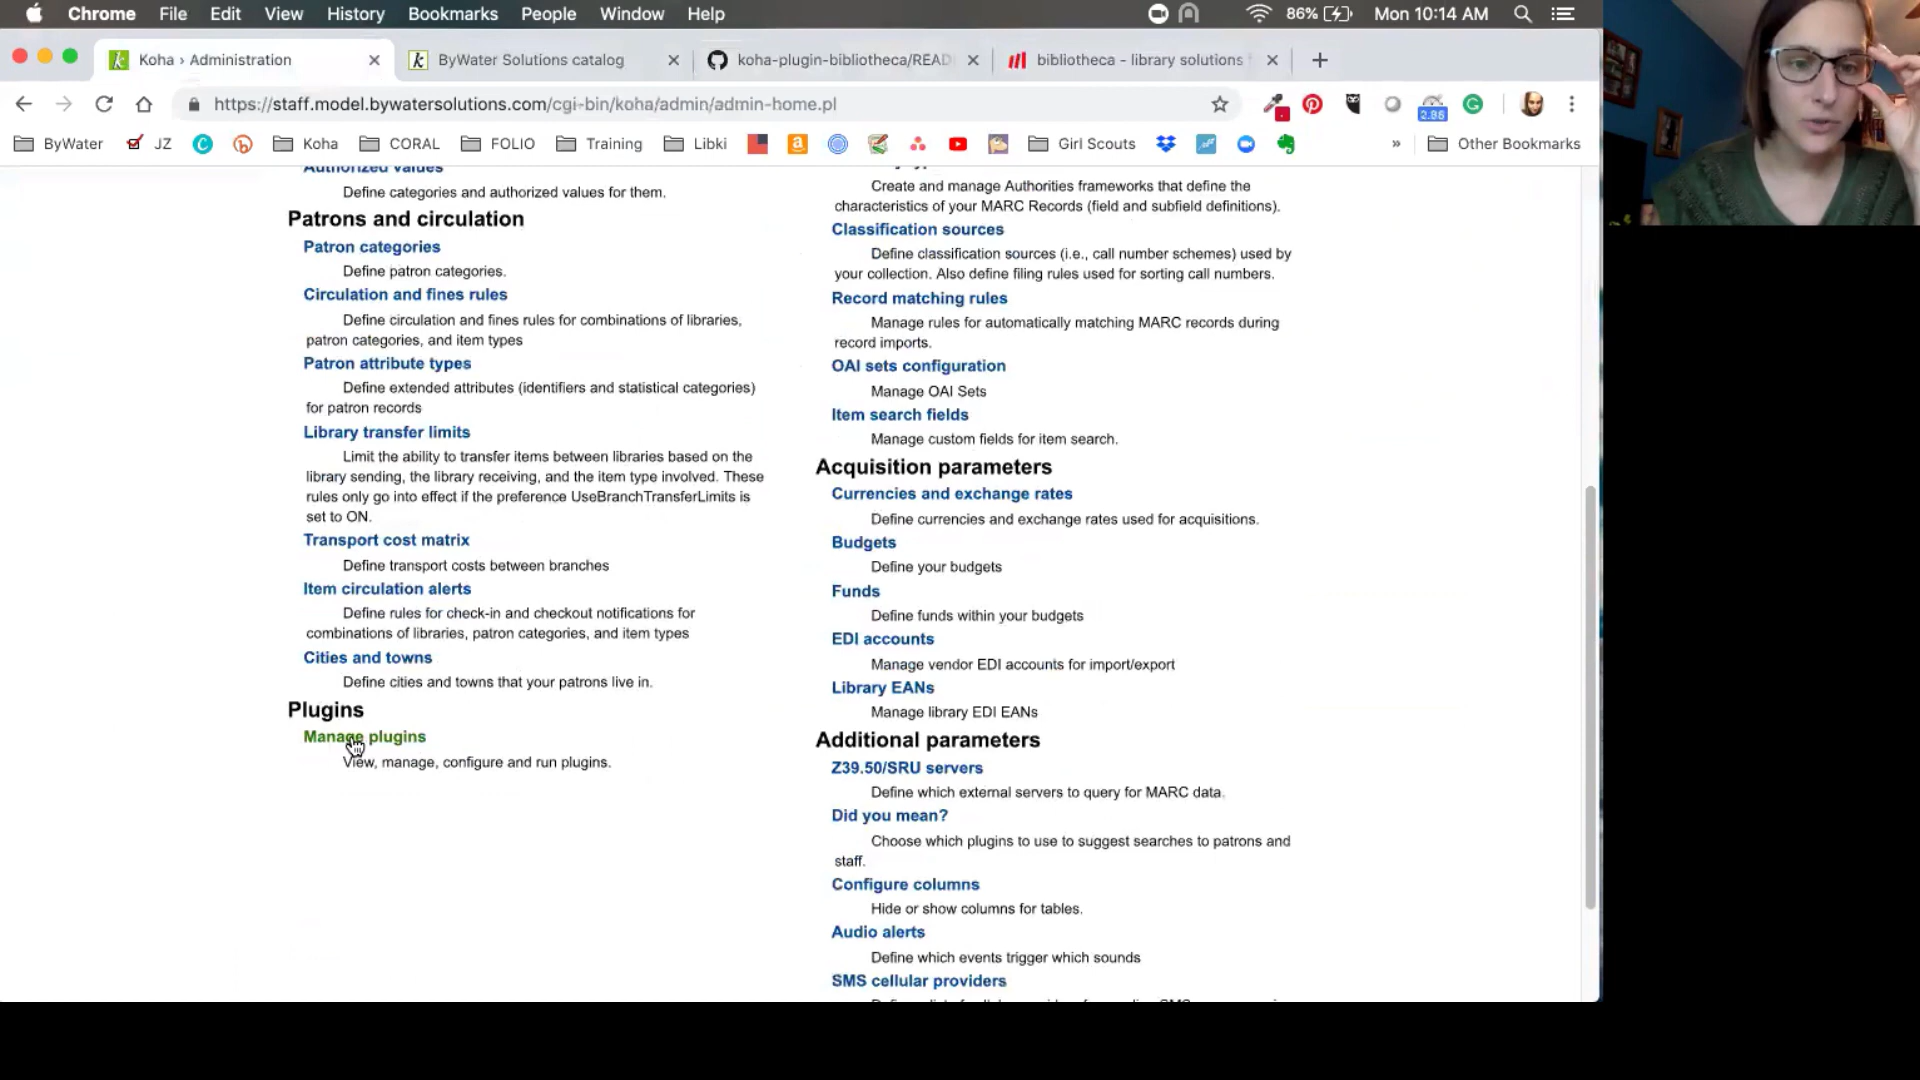 Chrome File Edit View History Bookmarks People Window Help 86% Mon 10:14 AM
Koha › Administration ByWater Solutions catalog koha-plugin-bibliotheca/READ bibliotheca - library solutions
https://staff.model.bywatersolutions.com/cgi-bin/koha/admin/admin-home.pl 2.86
ByWater JZ Koha CORAL FOLIO Training Libki Girl Scouts » Other Bookmarks
Authorized values
Define categories and authorized values for them.
Patrons and circulation
Patron categories
Define patron categories.
Circulation and fines rules
Define circulation and fines rules for combinations of libraries,
patron categories, and item types
Patron attribute types
Define extended attributes (identifiers and statistical categories)
for patron records
Library transfer limits
Limit the ability to transfer items between libraries based on the
library sending, the library receiving, and the item type involved. These
rules only go into effect if the preference UseBranchTransferLimits is
set to ON.
Transport cost matrix
Define transport costs between branches
Item circulation alerts
Define rules for check-in and checkout notifications for
combinations of libraries, patron categories, and item types
Cities and towns
Define cities and towns that your patrons live in.
Plugins
Manage plugins
View, manage, configure and run plugins.
Create and manage Authorities frameworks that define the
characteristics of your MARC Records (field and subfield definitions).
Classification sources
Define classification sources (i.e., call number schemes) used by
your collection. Also define filing rules used for sorting call numbers.
Record matching rules
Manage rules for automatically matching MARC records during
record imports.
OAI sets configuration
Manage OAI Sets
Item search fields
Manage custom fields for item search.
Acquisition parameters
Currencies and exchange rates
Define currencies and exchange rates used for acquisitions.
Budgets
Define your budgets
Funds
Define funds within your budgets
EDI accounts
Manage vendor EDI accounts for import/export
Library EANs
Manage library EDI EANs
Additional parameters
Z39.50/SRU servers
Define which external servers to query for MARC data.
Did you mean?
Choose which plugins to use to suggest searches to patrons and
staff.
Configure columns
Hide or show columns for tables.
Audio alerts
Define which events trigger which sounds
SMS cellular providers